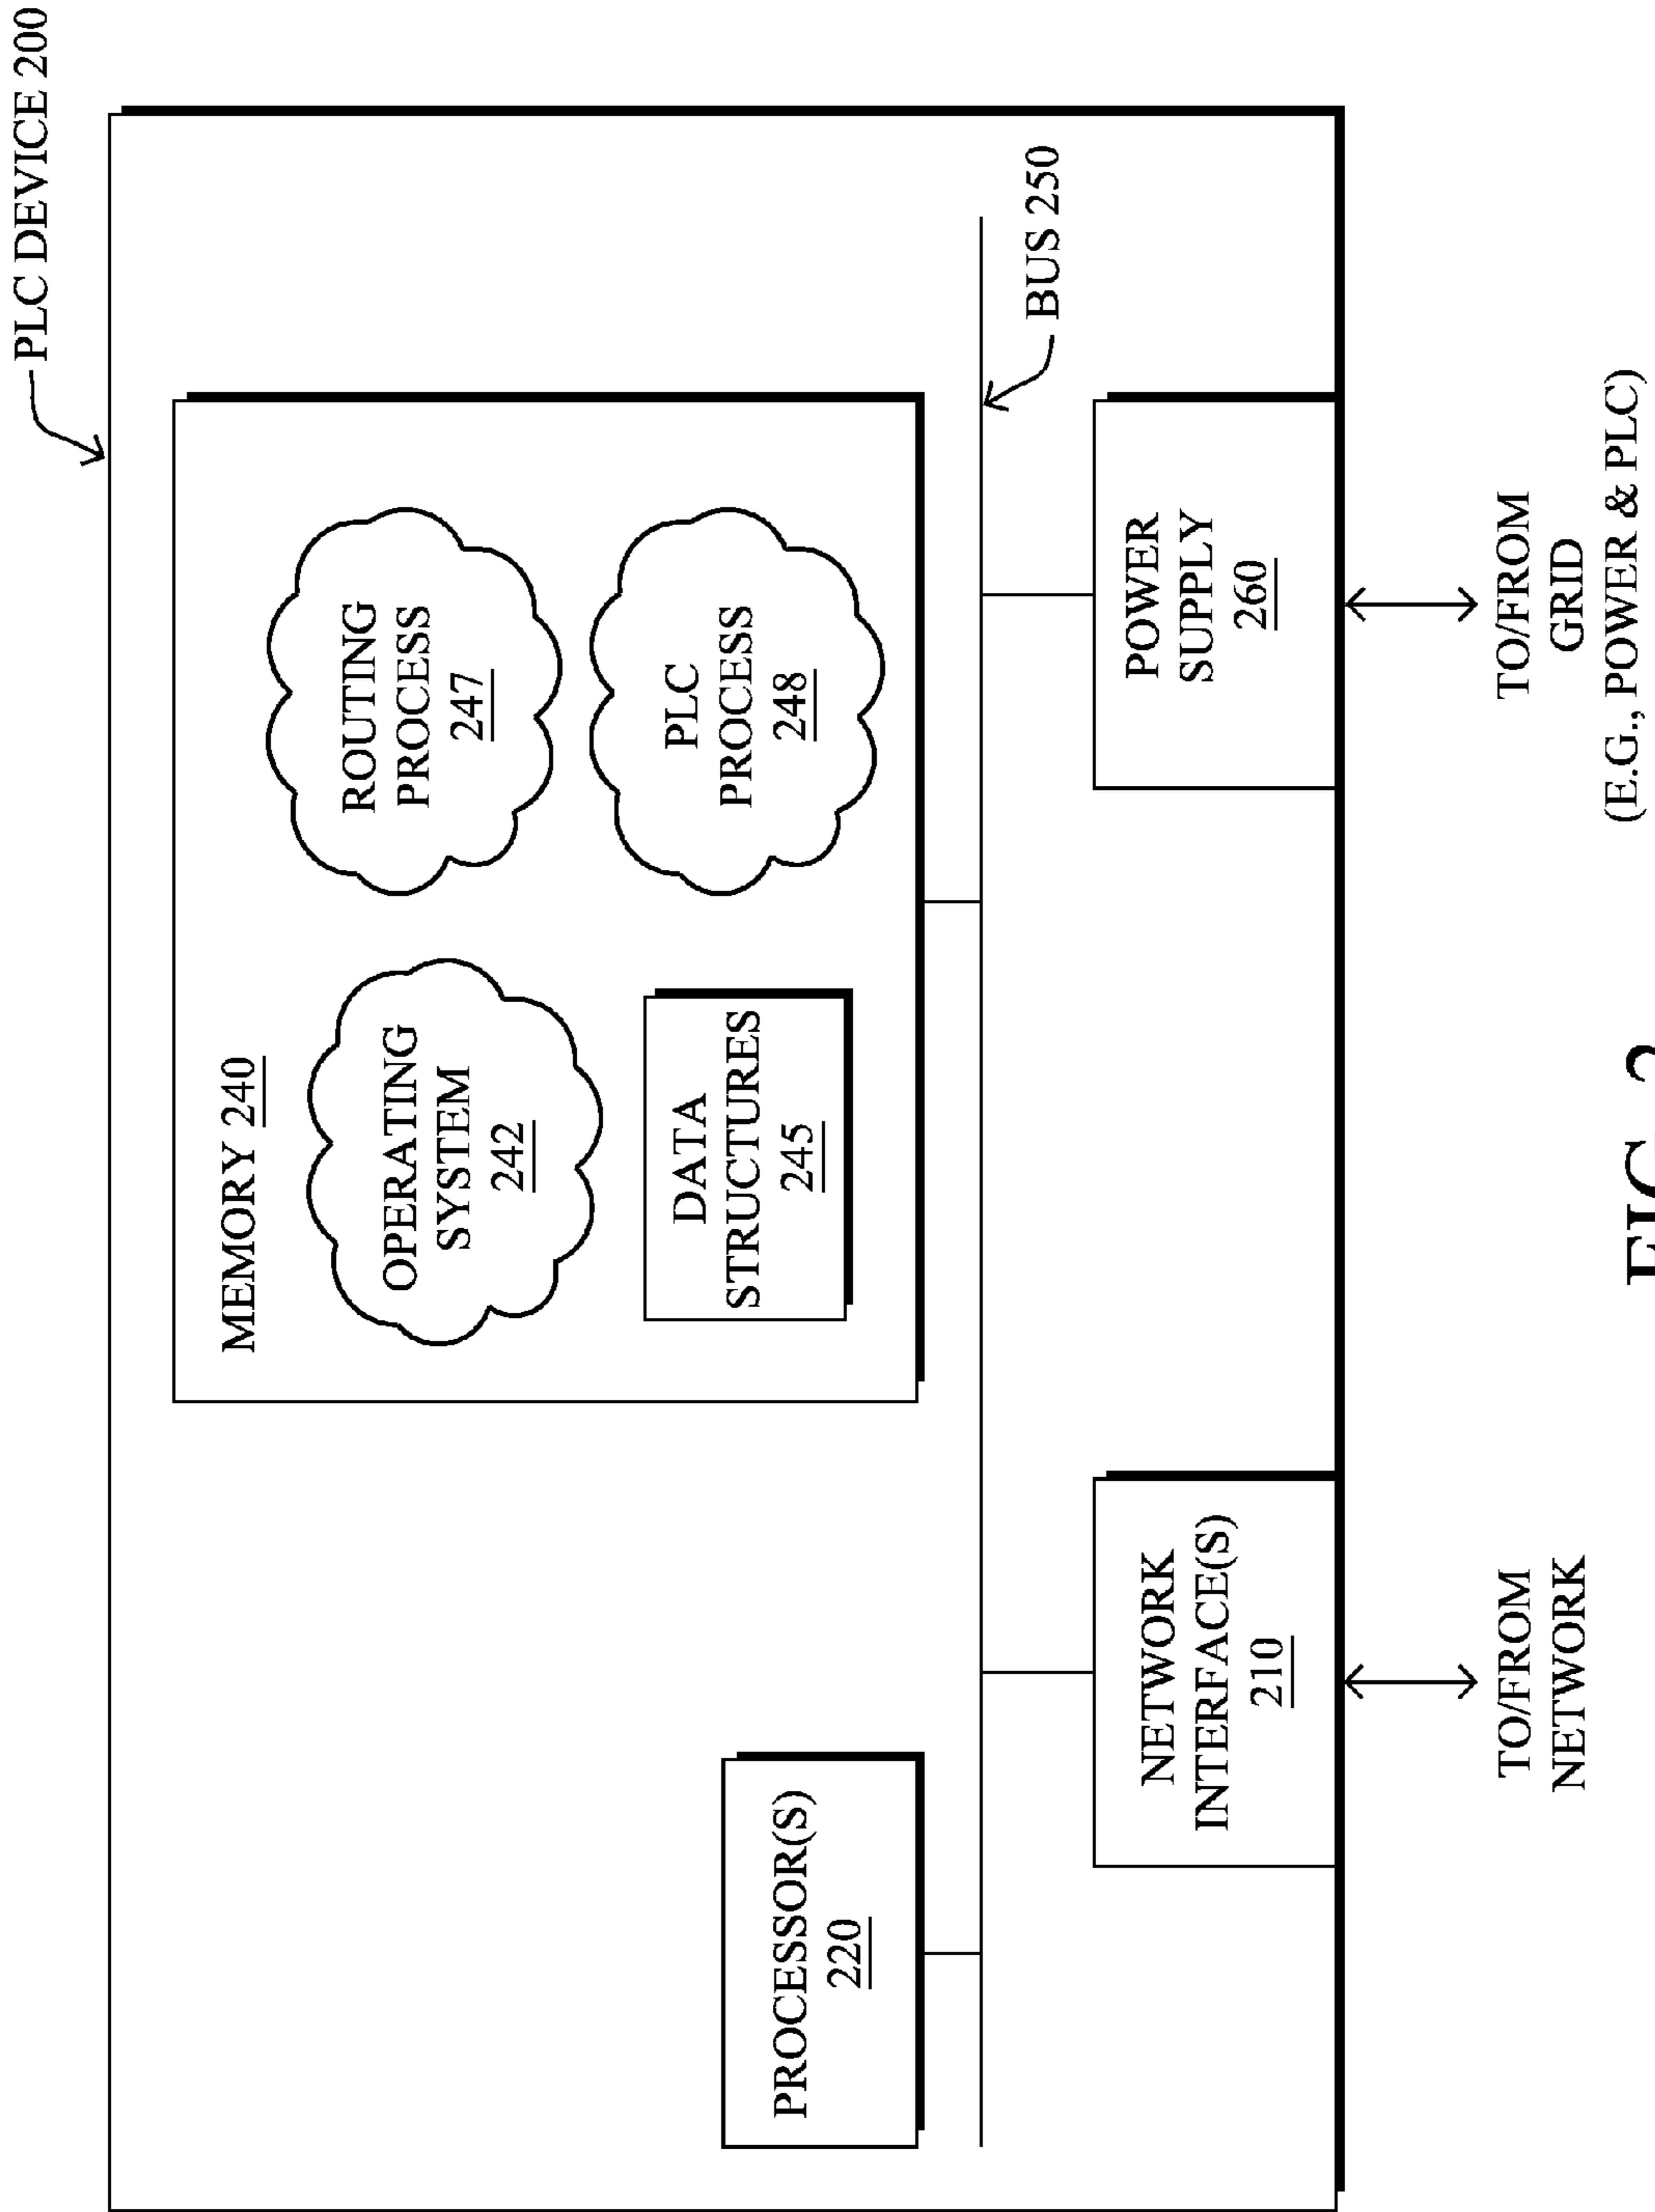 PLC DEVICE 200
MEMORY 240
OPERATING
SYSTEM
242
ROUTING
PROCESS
247
DATA
STRUCTURES
245
PLC
PROCESS
248
PROCESSOR(S)
220
BUS 250
NETWORK
INTERFACE(S)
210
POWER
SUPPLY
260
TO/FROM
NETWORK
TO/FROM
GRID
(E.G., POWER & PLC)
FIG.